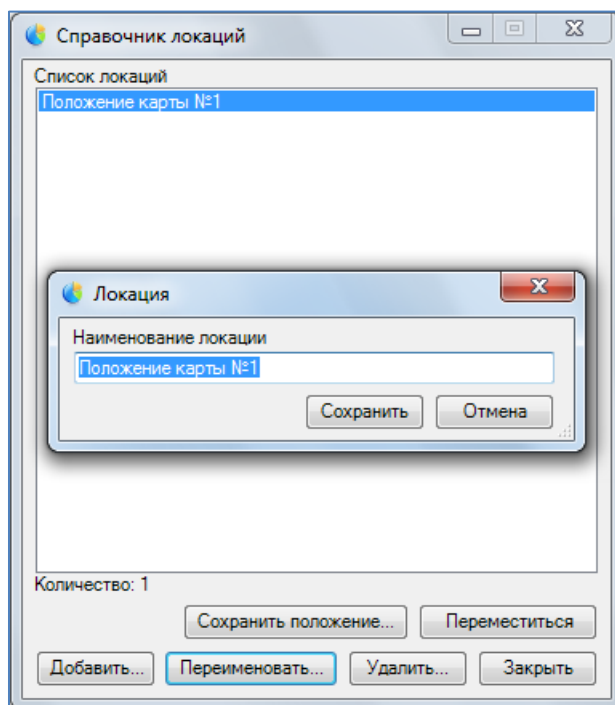 Справочник локаций
Список локаций
Положение карты №1
Локация
Наименование локации
Положение карты №1
Сохранить Отмена
Количество: 1
Сохранить положение... Переместиться
Добавить... Переименовать... Удалить... Закрыть